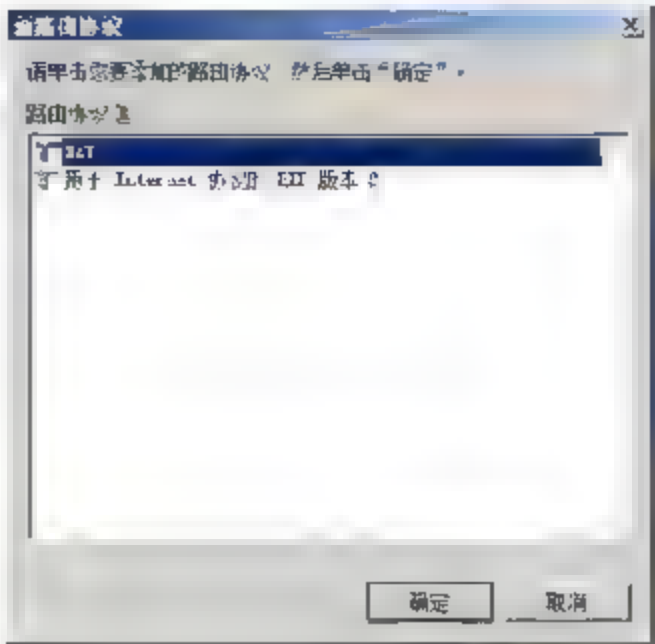 新路由协议
请单击您要添加的路由协议，然后单击“确定”。
路由协议
NAT
用于 Internet 协议的 RIP 版本 2
确定
取消